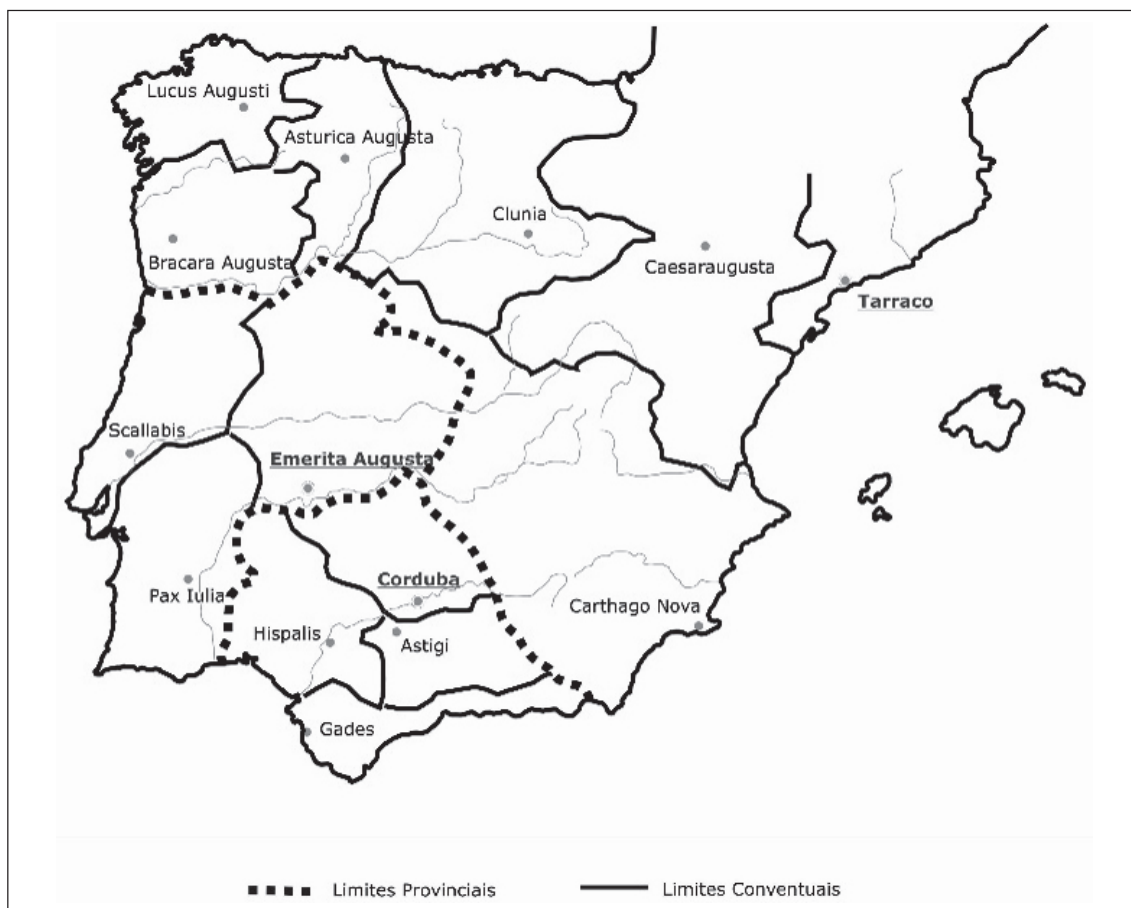 Lucus Augusti
Asturica Augusta
Clunia
Bracara Augusta
Caesaraugusta
Tarraco
Scallabis
Emerita Augusta
Corduba
Pax Iulia
Carthago Nova
Hispalis
Astigi
Gades
Limites Provinciais
Limites Conventuais